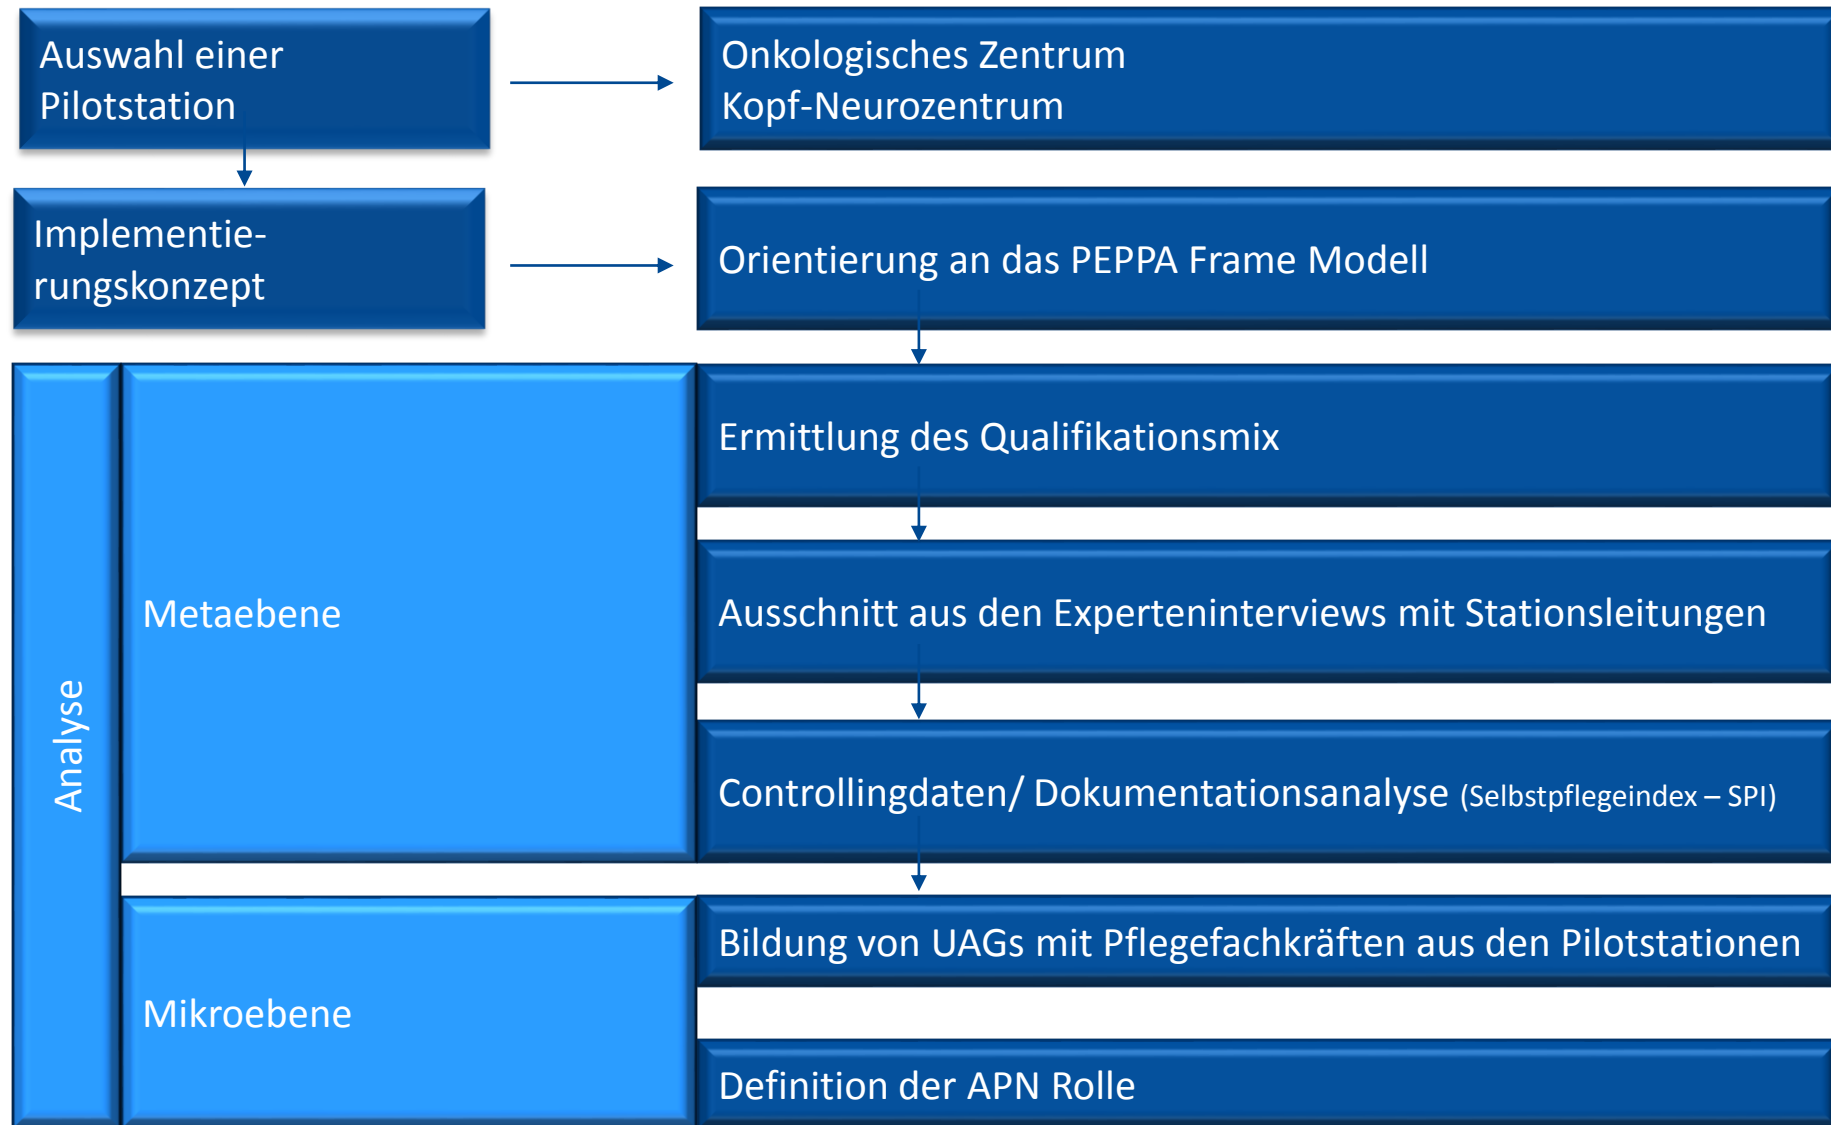 Auswahl einer
Pilotstation
Onkologisches Zentrum
Kopf-Neurozentrum
Implementie-
rungskonzept
Orientierung an das PEPPA Frame Modell
Analyse
Metaebene
Ermittlung des Qualifikationsmix
Ausschnitt aus den Experteninterviews mit Stationsleitungen
Controllingdaten/ Dokumentationsanalyse (Selbstpflegeindex – SPI)
Mikroebene
Bildung von UAGs mit Pflegefachkräften aus den Pilotstationen
Definition der APN Rolle